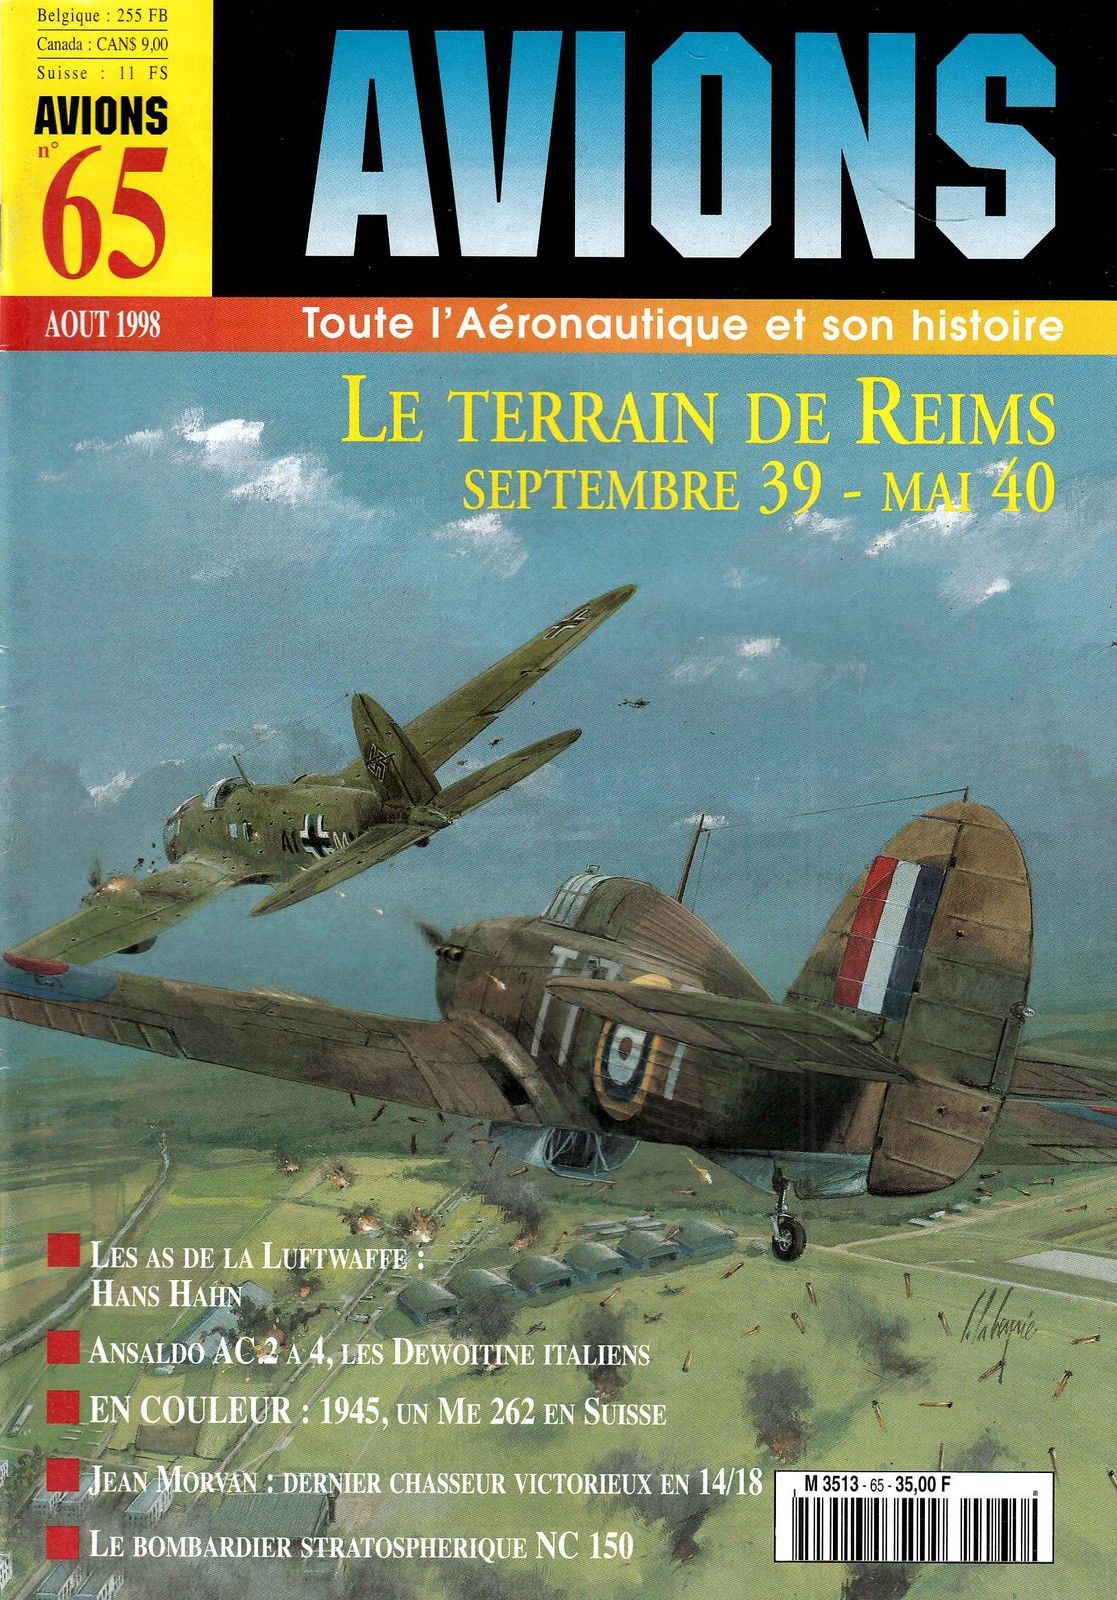 Belgique : 255 FB
Canada : CAN$ 9,00
Suisse : 11 FS
AVIONS
n° 65
AOUT 1998
AVIONS
Toute l'Aéronautique et son histoire
LE TERRAIN DE REIMS
SEPTEMBRE 39 - MAI 40
LES AS DE LA LUFTWAFFE :
HANS HAHN
ANSALDO AC.2 A 4, LES DEWOITINE ITALIENS
EN COULEUR : 1945, UN ME 262 EN SUISSE
JEAN MORVAN : DERNIER CHASSEUR VICTORIEUX EN 14/18
LE BOMBARDIER STRATOSPHERIQUE NC 150
M 3513 - 65 - 35,00 F